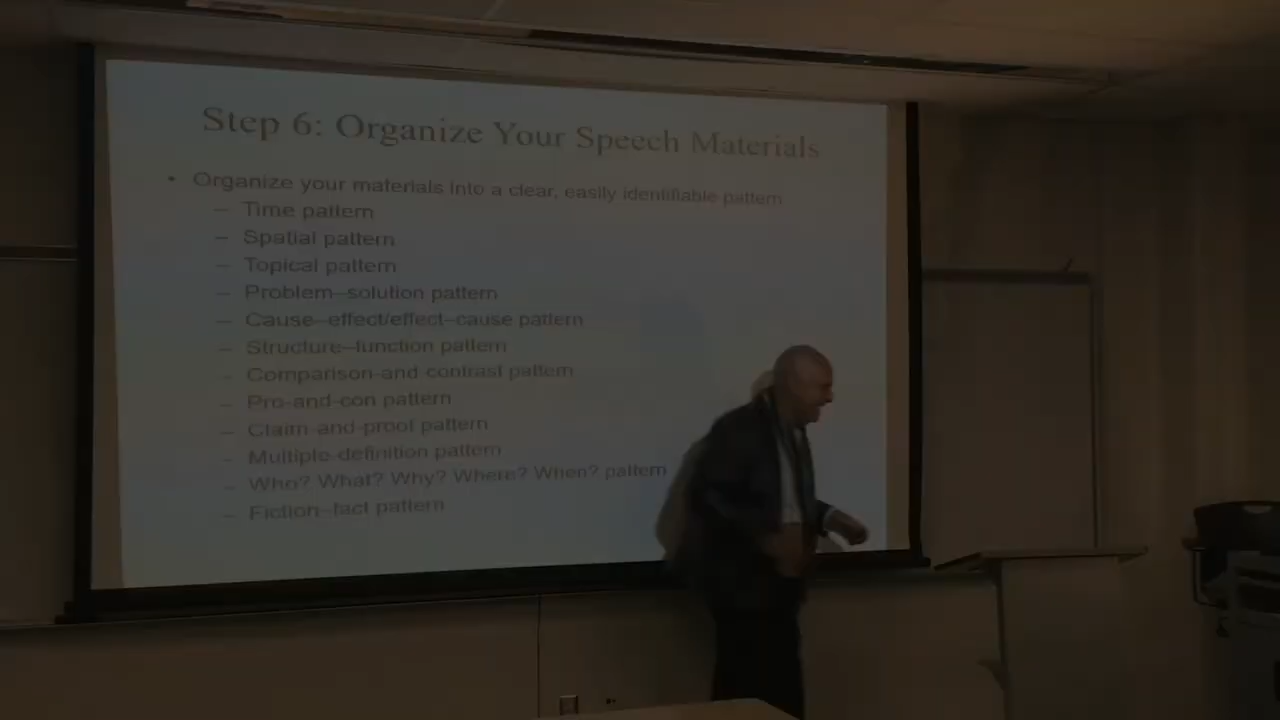 Step 6: Organize Your Speech Materials
• Organize your materials into a clear, easily identifiable pattern
– Time pattern
– Spatial pattern
– Topical pattern
– Problem–solution pattern
– Cause–effect/effect–cause pattern
– Structure–function pattern
– Comparison-and contrast pattern
– Pro-and-con pattern
– Claim-and-proof pattern
– Multiple-definition pattern
– Who? What? Why? Where? When? pattern
– Fiction–fact pattern